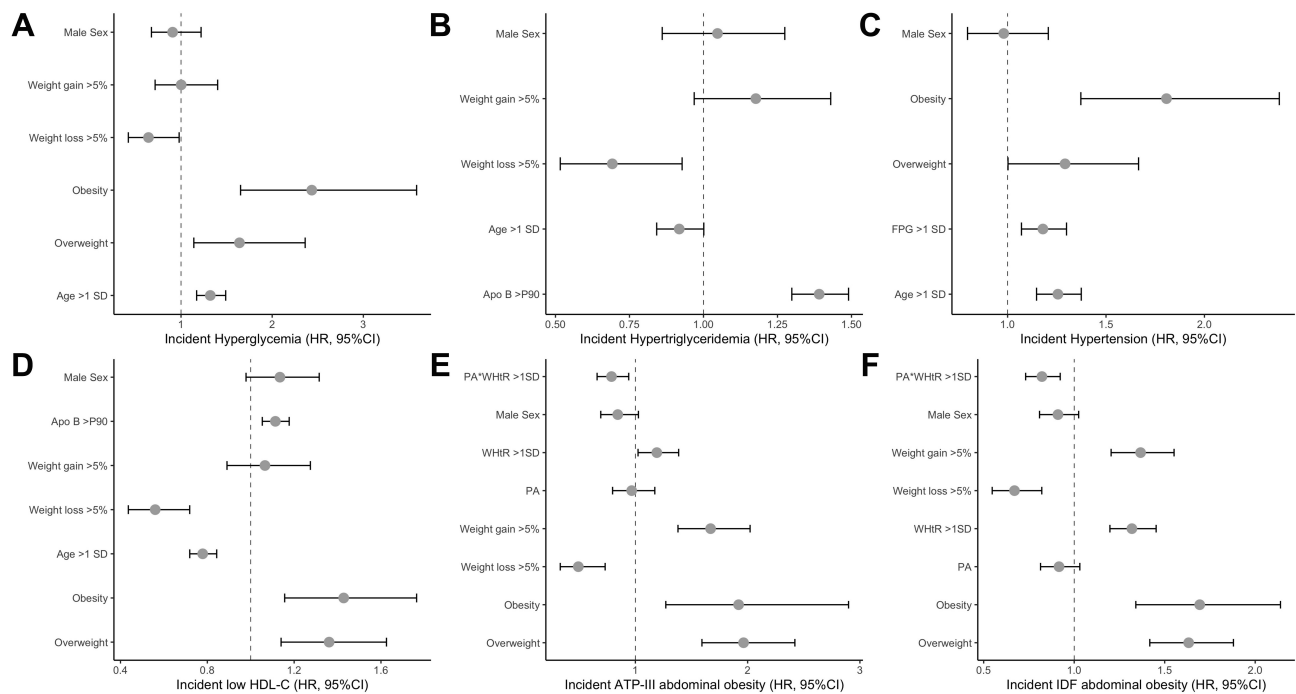 A
Male Sex
Weight gain >5%
Weight loss >5%
Obesity
Overweight
Age >1 SD
1 2 3
Incident Hyperglycemia (HR, 95%CI)
B
Male Sex
Weight gain >5%
Weight loss >5%
Age >1 SD
Apo B >P90
0.50 0.75 1.00 1.25 1.50
Incident Hypertriglyceridemia (HR, 95%CI)
C
Male Sex
Obesity
Overweight
FPG >1 SD
Age >1 SD
1.0 1.5 2.0
Incident Hypertension (HR, 95%CI)
D
Male Sex
Apo B >P90
Weight gain >5%
Weight loss >5%
Age >1 SD
Obesity
Overweight
0.4 0.8 1.2 1.6
Incident low HDL-C (HR, 95%CI)
E
PA*WHtR >1SD
Male Sex
WHtR >1SD
PA
Weight gain >5%
Weight loss >5%
Obesity
Overweight
1 2 3
Incident ATP-III abdominal obesity (HR, 95%CI)
F
PA*WHtR >1SD
Male Sex
Weight gain >5%
Weight loss >5%
WHtR >1SD
PA
Obesity
Overweight
0.5 1.0 1.5 2.0
Incident IDF abdominal obesity (HR, 95%CI)